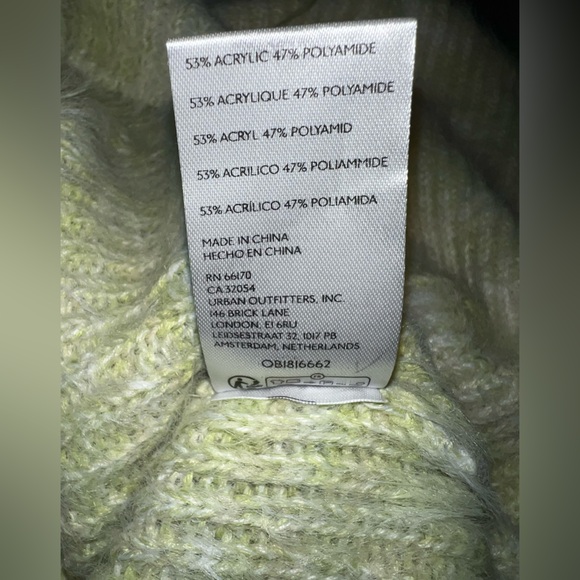 53% ACRYLIC 47% POLYAMIDE
53% ACRYLIQUE 47% POLYAMIDE
53% ACRYL 47% POLYAMID
53% ACRILICO 47% POLIAMMIDE
53% ACRÍLICO 47% POLIAMIDA
MADE IN CHINA
HECHO EN CHINA
RN 66170
CA 32054
URBAN OUTFITTERS, INC.
146 BRICK LANE
LONDON, E1 6RU
LEIDSESTRAAT 32, 1017 PB
AMSTERDAM, NETHERLANDS
OB1816662